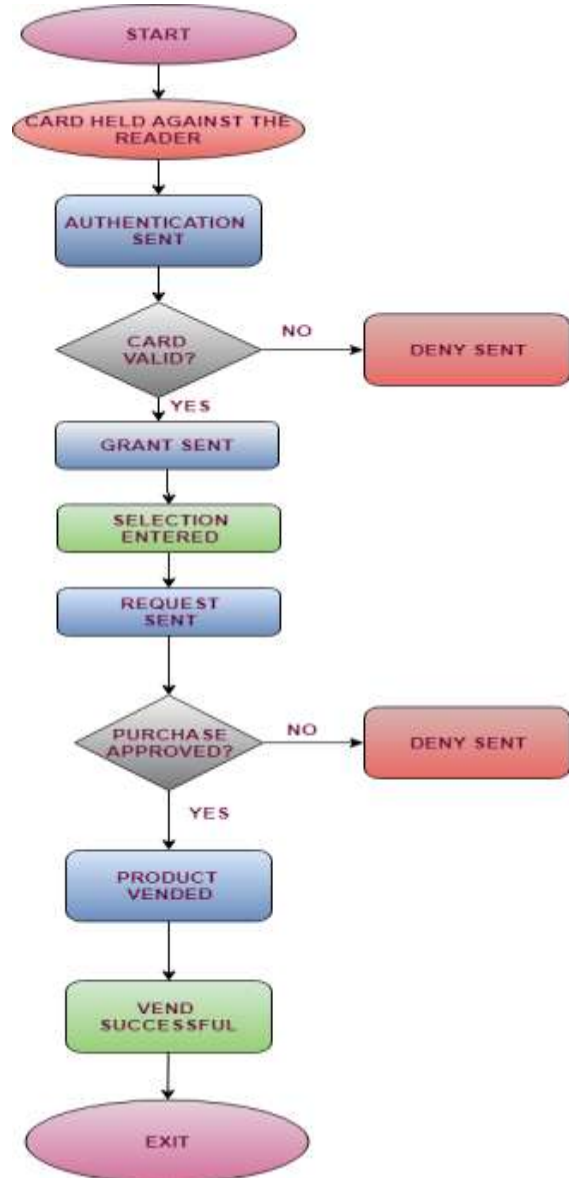 START
CARD HELD AGAINST THE
READER
AUTHENTICATION
SENT
CARD
VALID?
NO
DENY SENT
YES
GRANT SENT
SELECTION
ENTERED
REQUEST
SENT
PURCHASE
APPROVED?
NO
DENY SENT
YES
PRODUCT
VENDED
VEND
SUCCESSFUL
EXIT